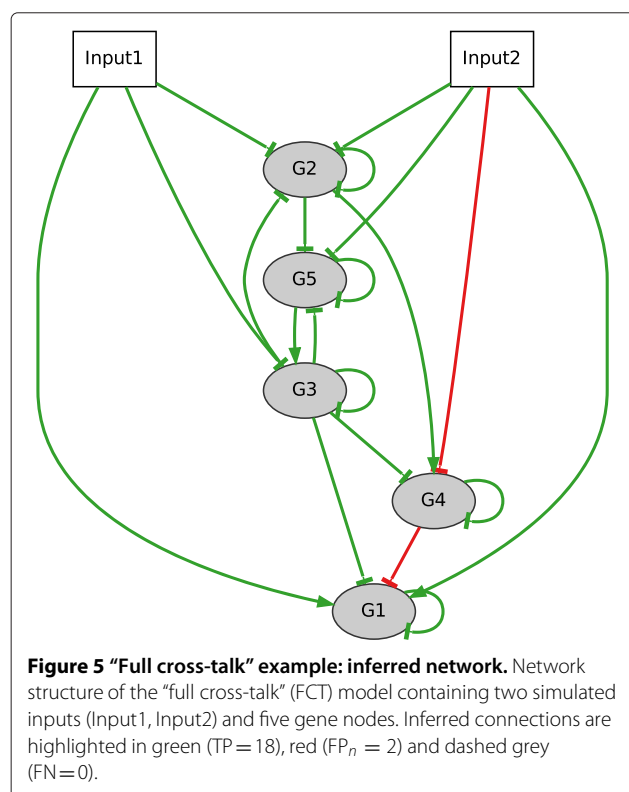 Input1 Input2
G2
G5
G3
G4
G1
Figure 5 “Full cross-talk” example: inferred network. Network
structure of the “full cross-talk” (FCT) model containing two simulated
inputs (Input1, Input2) and five gene nodes. Inferred connections are
highlighted in green (TP = 18), red (FPn = 2) and dashed grey
(FN = 0).